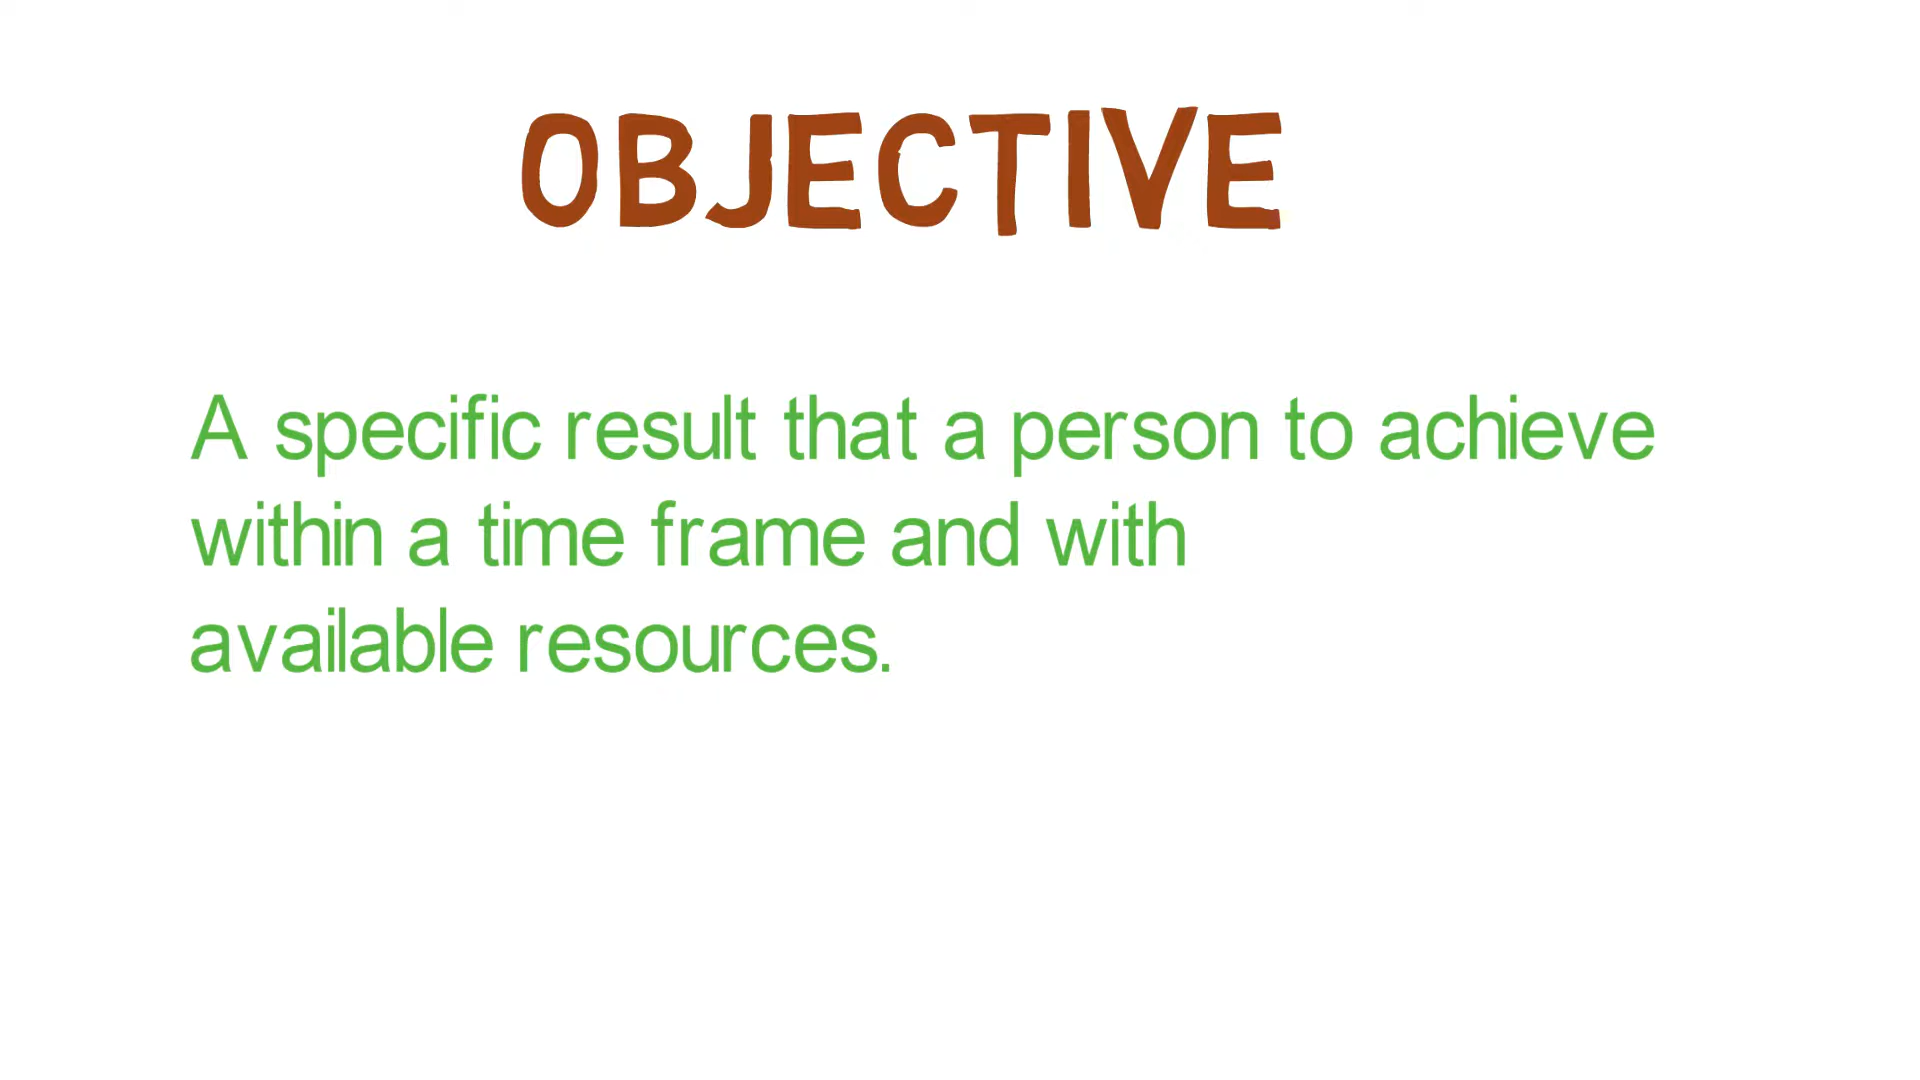 OBJECTIVE
A specific result that a person to achieve
within a time frame and with
available resources.